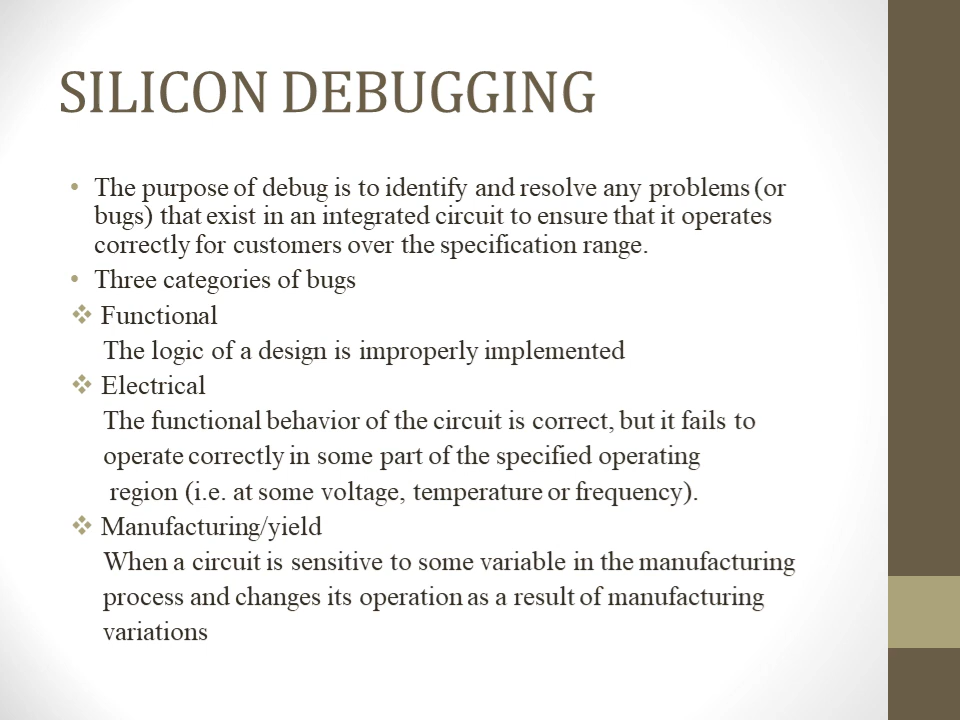 SILICON DEBUGGING
• The purpose of debug is to identify and resolve any problems (or
bugs) that exist in an integrated circuit to ensure that it operates
correctly for customers over the specification range.
• Three categories of bugs
❖ Functional
The logic of a design is improperly implemented
❖ Electrical
The functional behavior of the circuit is correct, but it fails to
operate correctly in some part of the specified operating
region (i.e. at some voltage, temperature or frequency).
❖ Manufacturing/yield
When a circuit is sensitive to some variable in the manufacturing
process and changes its operation as a result of manufacturing
variations